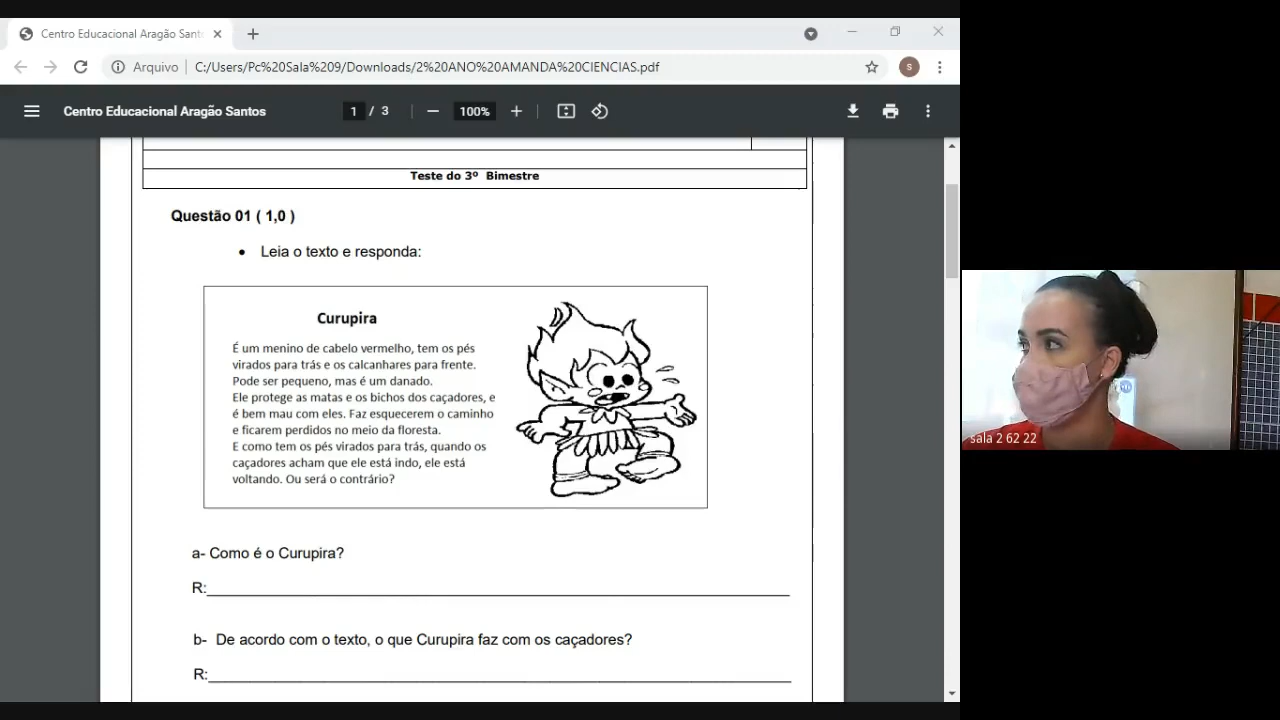 Centro Educacional Aragão Sant
Arquivo
C:/Users/Pc%20Sala%209/Downloads/2%20ANO%20AMANDA%20CIENCIAS.pdf
S
Centro Educacional Aragão Santos
1 / 3
100%
Teste do 3º Bimestre
Questão 01 ( 1,0 )
• Leia o texto e responda:
Curupira
É um menino de cabelo vermelho, tem os pés
virados para trás e os calcanhares para frente.
Pode ser pequeno, mas é um danado.
Ele protege as matas e os bichos dos caçadores, e
é bem mau com eles. Faz esquecerem o caminho
e ficarem perdidos no meio da floresta.
E como tem os pés virados para trás, quando os
caçadores acham que ele está indo, ele está
voltando. Ou será o contrário?
a- Como é o Curupira?
R:
b- De acordo com o texto, o que Curupira faz com os caçadores?
R:
sala 2 62 22